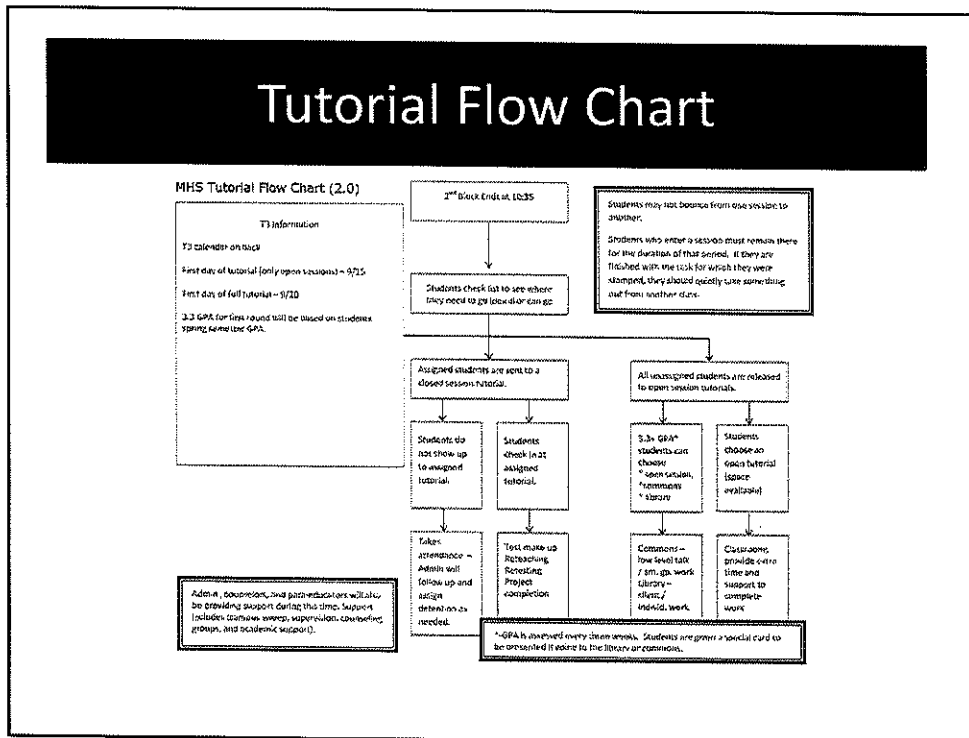 Tutorial Flow Chart
MHS Tutorial Flow Chart (2.0)
T3 Information
T3 calendar on back
First day of tutorial (only open sessions) – 9/15
First day of full tutorial – 9/20
3.3 GPA for first round will be based on students
spring semester GPA.
2nd Block Ends at 10:35
Students may not bounce from one session to
another.
Students who enter a session must remain there
for the duration of that period. If they are
finished with the task for which they were
stamped, they should quietly take something
out from another class.
Students check list to see where
they need to go or can go
Assigned students are sent to a
closed session tutorial.
All unassigned students are released
to open session tutorials.
Students do
not show up
to assigned
tutorial.
Students
check in at
assigned
tutorial.
3.3+ GPA*
students can
choose
* open session,
*commons
* library
Students
choose an
open tutorial
(space
available)
Takes
attendance –
Admin will
follow up and
assign
detention as
needed.
Test make up
Reteaching
Retesting
Project
completion
Commons –
low level talk
/ sm. gp. work
Library –
silent /
individ. work
Classrooms
provide extra
time and
support to
complete
work
Admin, counselors, and para-educators will also
be providing support during this time. Support
includes (campus sweep, supervision, counseling
groups, and academic support).
*-GPA is assessed every three weeks. Students are given a special card to
be presented if going to the library or commons.